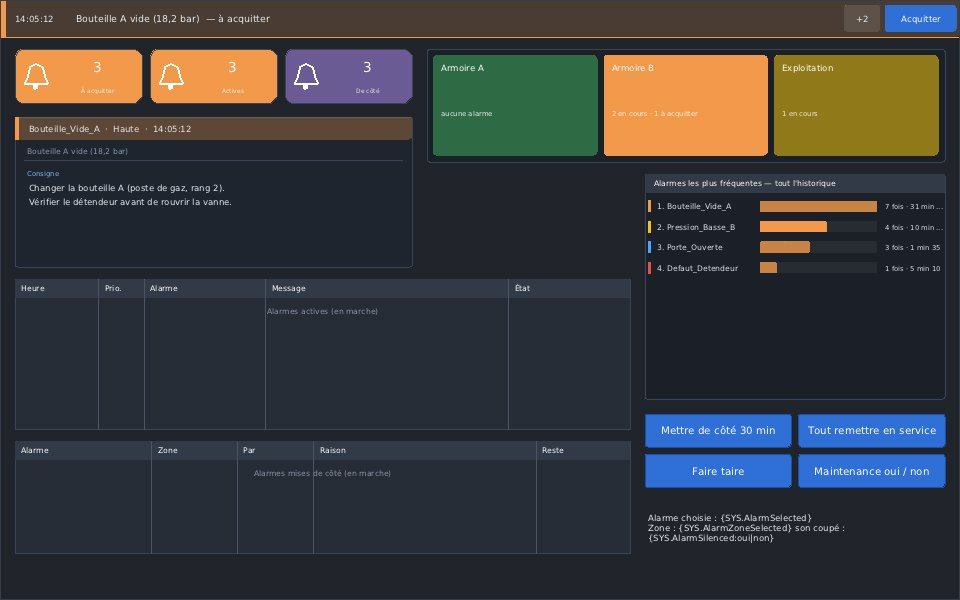 14:05:12 Bouteille A vide (18,2 bar) — à acquitter +2 Acquitter
3 À acquitter
3 Actives
3 De côté
Armoire A
aucune alarme
Armoire B
2 en cours · 1 à acquitter
Exploitation
1 en cours
Bouteille_Vide_A · Haute · 14:05:12
Bouteille A vide (18,2 bar)
Consigne
Changer la bouteille A (poste de gaz, rang 2).
Vérifier le détendeur avant de rouvrir la vanne.
Alarmes les plus fréquentes — tout l'historique
1. Bouteille_Vide_A 7 fois · 31 min ...
2. Pression_Basse_B 4 fois · 10 min ...
3. Porte_Ouverte 3 fois · 1 min 35
4. Defaut_Detendeur 1 fois · 5 min 10
Heure Prio. Alarme Message État
Alarmes actives (en marche)
Alarme Zone Par Raison Reste
Alarmes mises de côté (en marche)
Mettre de côté 30 min Tout remettre en service
Faire taire Maintenance oui / non
Alarme choisie : {SYS.AlarmSelected}
Zone : {SYS.AlarmZoneSelected} son coupé :
{SYS.AlarmSilenced:oui|non}